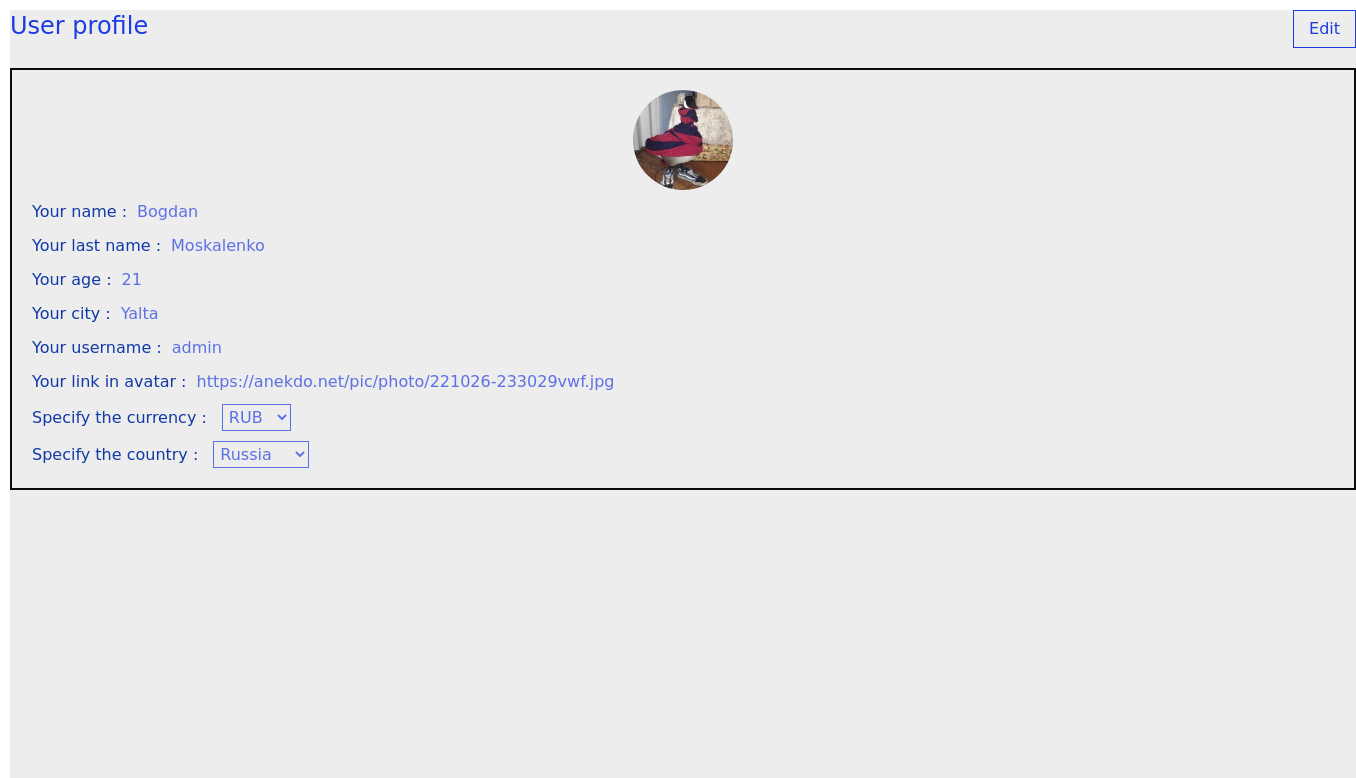 User profile
Edit
Your name : Bogdan
Your last name : Moskalenko
Your age : 21
Your city : Yalta
Your username : admin
Your link in avatar : https://anekdo.net/pic/photo/221026-233029vwf.jpg
Specify the currency : RUB
Specify the country : Russia